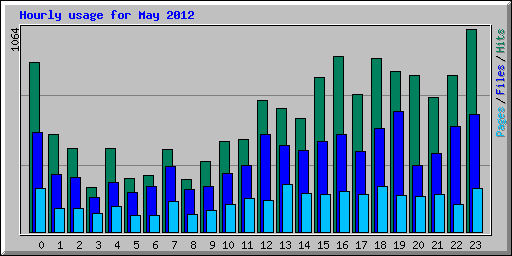 Hourly usage for May 2012
1064
Pages / Files / Hits
0 1 2 3 4 5 6 7 8 9 10 11 12 13 14 15 16 17 18 19 20 21 22 23